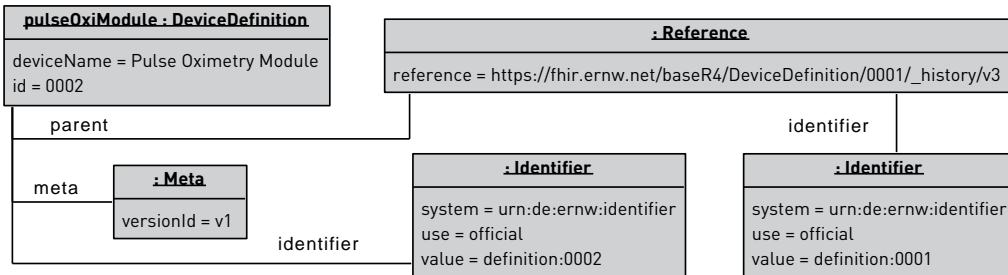 pulseOxiModule : DeviceDefinition
deviceName = Pulse Oximetry Module
id = 0002
: Reference
reference = https://fhir.ernw.net/baseR4/DeviceDefinition/0001/_history/v3
parent
identifier
meta
: Meta
versionId = v1
identifier
: Identifier
system = urn:de:ernw:identifier
use = official
value = definition:0002
: Identifier
system = urn:de:ernw:identifier
use = official
value = definition:0001